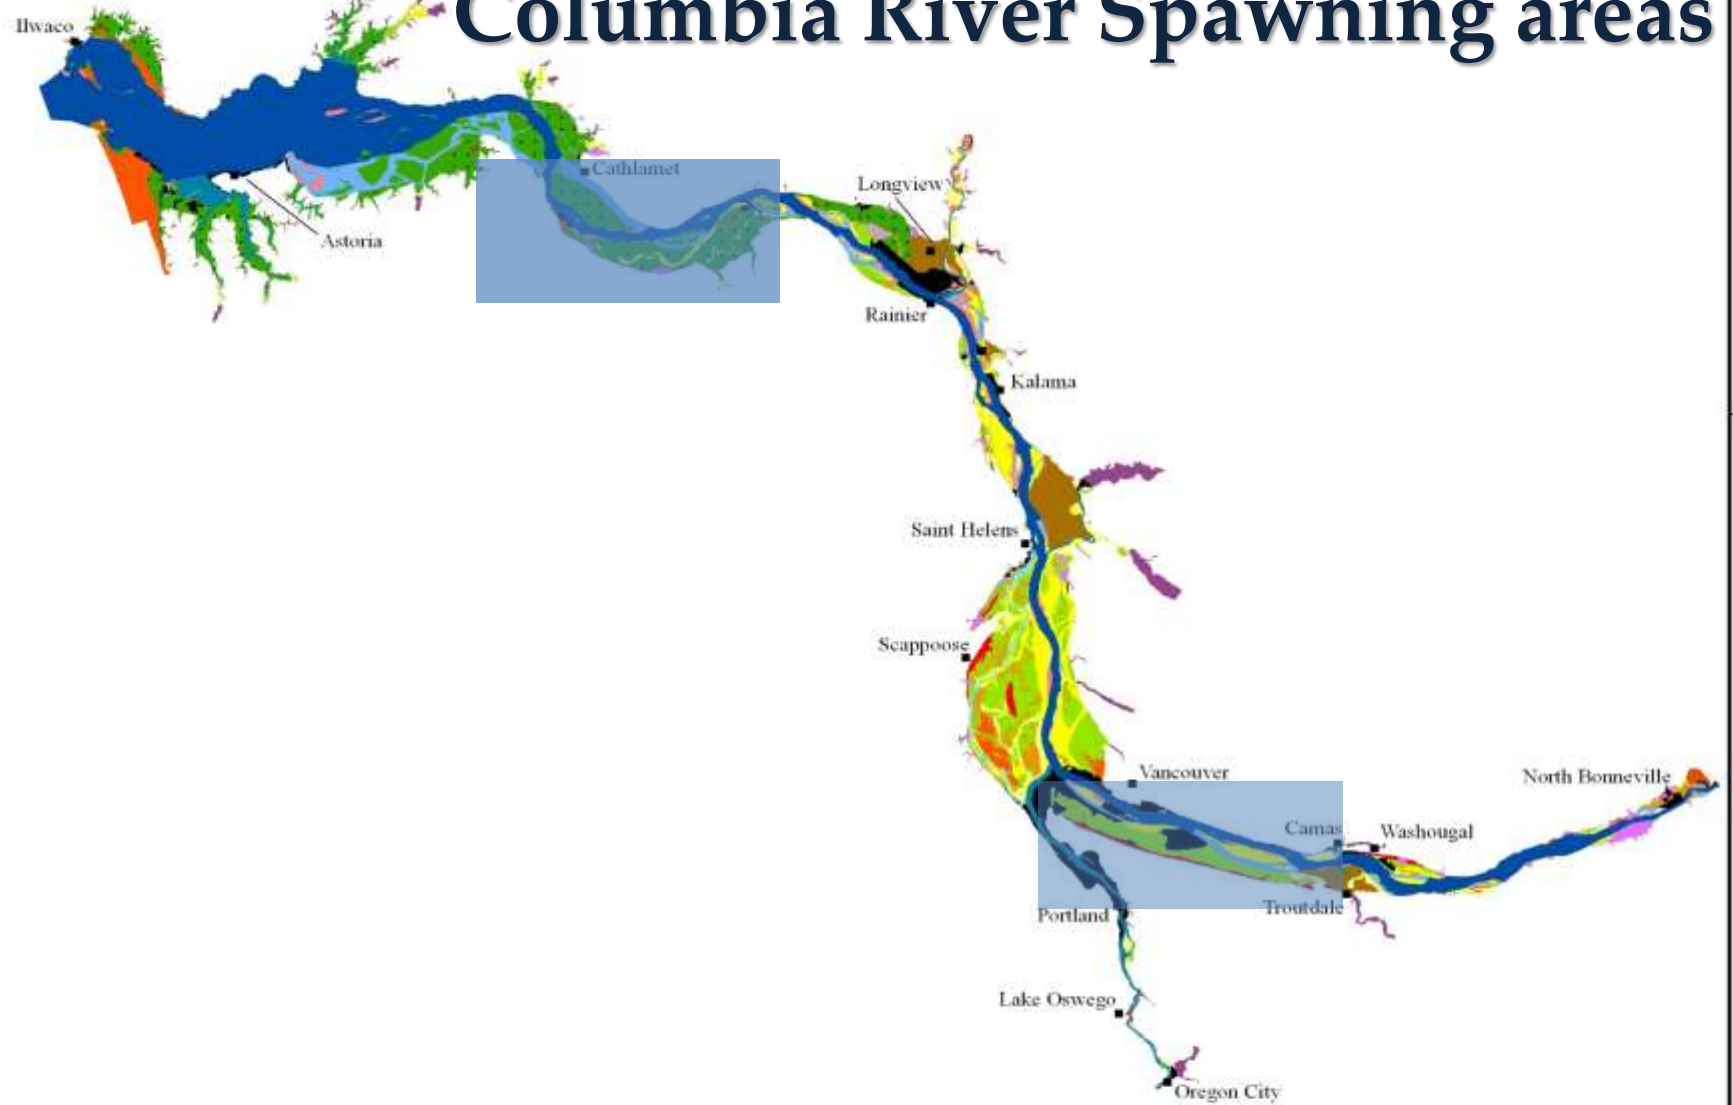 Columbia River Spawning areas
Ilwaco
Cathlamet
Longview
Astoria
Rainier
Kalama
Saint Helens
Scappoose
Vancouver
North Bonneville
Camas
Washougal
Troutdale
Portland
Lake Oswego
Oregon City